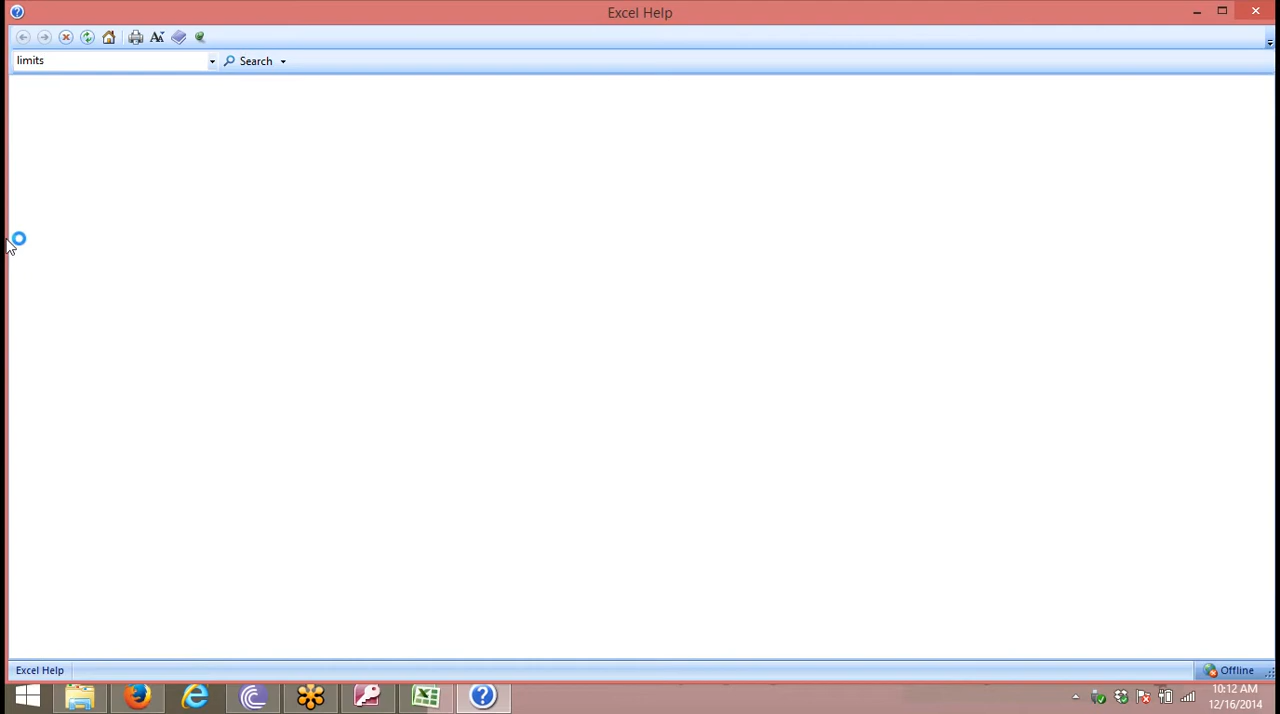 Excel Help
limits
Search
Excel Help
Offline
10:12 AM
12/16/2014